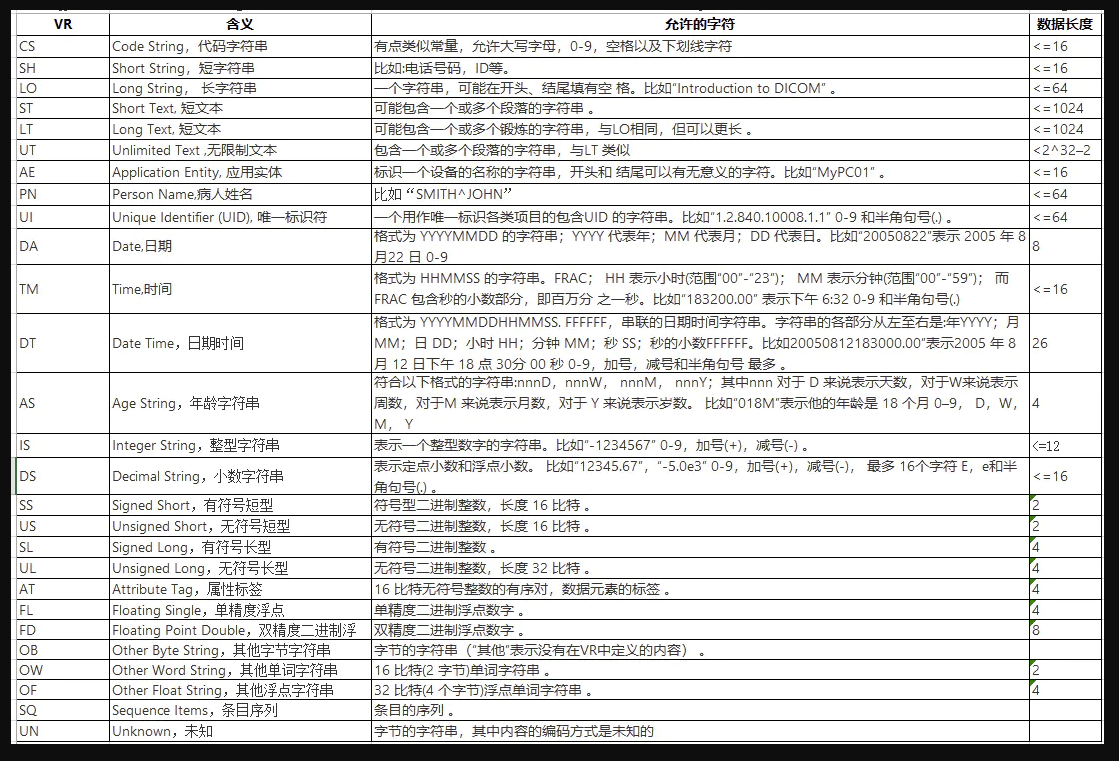 VR 含义 允许的字符 数据长度
CS Code String，代码字符串 有点类似常量，允许大写字母，0-9，空格以及下划线字符 <=16
SH Short String，短字符串 比如:电话号码，ID等。 <=16
LO Long String， 长字符串 一个字符串，可能在开头、结尾填有空 格。比如"Introduction to DICOM" 。 <=64
ST Short Text, 短文本 可能包含一个或多个段落的字符串 。 <=1024
LT Long Text, 短文本 可能包含一个或多个锻炼的字符串，与LO相同，但可以更长 。 <=1024
UT Unlimited Text ,无限制文本 包含一个或多个段落的字符串，与LT 类似 <2^32–2
AE Application Entity, 应用实体 标识一个设备的名称的字符串，开头和 结尾可以有无意义的字符。比如"MyPC01" 。 <=16
PN Person Name,病人姓名 比如 “SMITH^JOHN” <=64
UI Unique Identifier (UID), 唯一标识符 一个用作唯一标识各类项目的包含UID 的字符串。比如"1.2.840.10008.1.1" 0-9 和半角句号(.) 。 <=64
DA Date,日期 格式为 YYYYMMDD 的字符串；YYYY 代表年；MM 代表月；DD 代表日。比如"20050822"表示 2005 年 8
月22 日 0-9 8
TM Time,时间 格式为 HHMMSS 的字符串。FRAC； HH 表示小时(范围"00"-"23")； MM 表示分钟(范围"00"-"59")； 而
FRAC 包含秒的小数部分，即百万分 之一秒。比如"183200.00" 表示下午 6:32 0-9 和半角句号(.) <=16
DT Date Time，日期时间 格式为 YYYYMMDDHHMMSS. FFFFFF，串联的日期时间字符串。字符串的各部分从左至右是:年YYYY；月
MM；日 DD；小时 HH；分钟 MM；秒 SS；秒的小数FFFFFF。比如20050812183000.00"表示2005 年 8
月 12 日下午 18 点 30分 00 秒 0-9，加号，减号和半角句号 最多 。 26
AS Age String，年龄字符串 符合以下格式的字符串:nnnD，nnnW， nnnM， nnnY；其中nnn 对于 D 来说表示天数，对于W来说表示
周数，对于M 来说表示月数，对于 Y 来说表示岁数。 比如"018M"表示他的年龄是 18 个月 0–9， D，W，
M， Y 4
IS Integer String，整型字符串 表示一个整型数字的字符串。比如"-1234567" 0-9，加号(+)，减号(-) 。 <=12
DS Decimal String，小数字符串 表示定点小数和浮点小数。 比如"12345.67"，"-5.0e3" 0-9，加号(+)，减号(-)， 最多 16个字符 E，e和半
角句号(.) 。 <=16
SS Signed Short，有符号短型 符号型二进制整数，长度 16 比特 。 2
US Unsigned Short，无符号短型 无符号二进制整数，长度 16 比特 。 2
SL Signed Long，有符号长型 有符号二进制整数 。 4
UL Unsigned Long，无符号长型 无符号二进制整数，长度 32 比特 。 4
AT Attribute Tag，属性标签 16 比特无符号整数的有序对，数据元素的标签 。 4
FL Floating Single，单精度浮点 单精度二进制浮点数字 。 4
FD Floating Point Double，双精度二进制浮 双精度二进制浮点数字 。 8
OB Other Byte String，其他字节字符串 字节的字符串（"其他"表示没有在VR中定义的内容） 。
OW Other Word String，其他单词字符串 16 比特(2 字节)单词字符串 。 2
OF Other Float String，其他浮点字符串 32 比特(4 个字节)浮点单词字符串 。 4
SQ Sequence Items，条目序列 条目的序列 。
UN Unknown，未知 字节的字符串，其中内容的编码方式是未知的